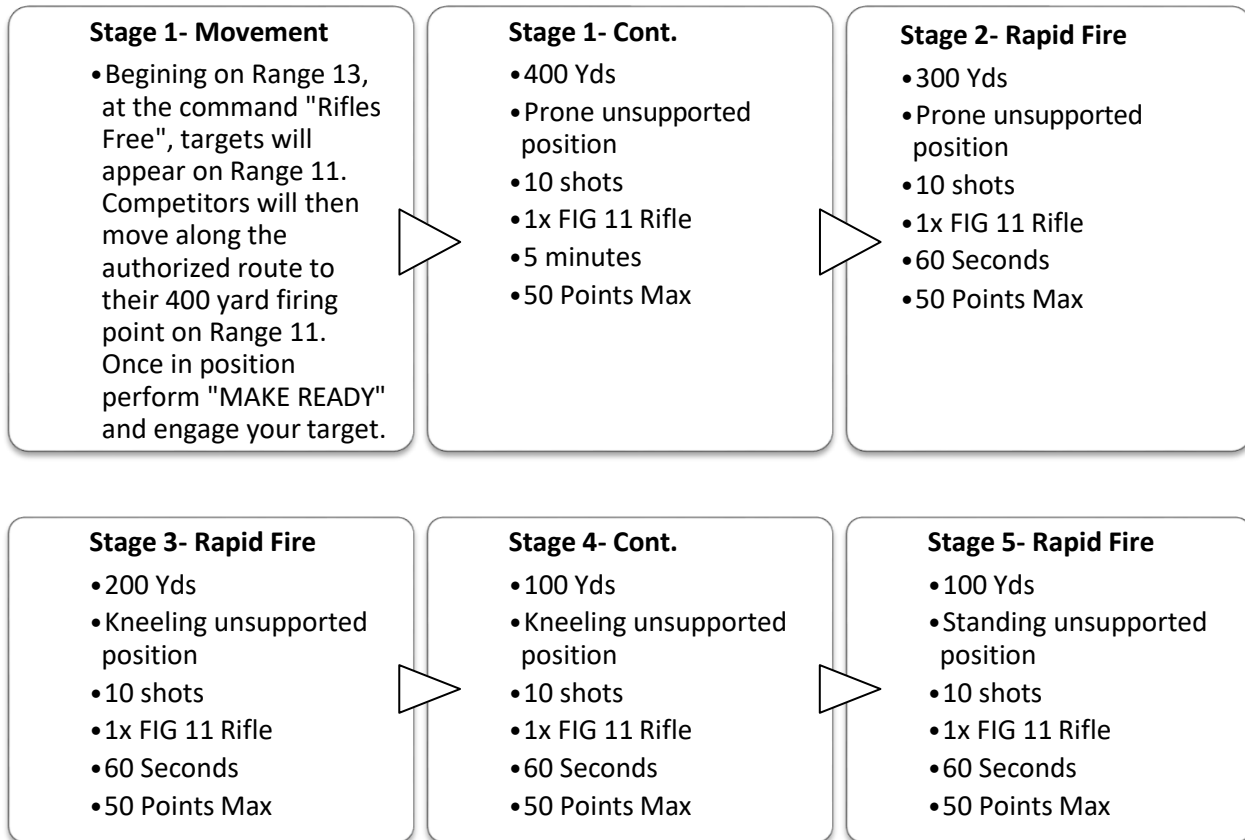 Stage 1- Movement
•Begining on Range 13,
at the command "Rifles
Free", targets will
appear on Range 11.
Competitors will then
move along the
authorized route to
their 400 yard firing
point on Range 11.
Once in position
perform "MAKE READY"
and engage your target.
Stage 1- Cont.
•400 Yds
•Prone unsupported
position
•10 shots
•1x FIG 11 Rifle
•5 minutes
•50 Points Max
Stage 2- Rapid Fire
•300 Yds
•Prone unsupported
position
•10 shots
•1x FIG 11 Rifle
•60 Seconds
•50 Points Max
Stage 3- Rapid Fire
•200 Yds
•Kneeling unsupported
position
•10 shots
•1x FIG 11 Rifle
•60 Seconds
•50 Points Max
Stage 4- Cont.
•100 Yds
•Kneeling unsupported
position
•10 shots
•1x FIG 11 Rifle
•60 Seconds
•50 Points Max
Stage 5- Rapid Fire
•100 Yds
•Standing unsupported
position
•10 shots
•1x FIG 11 Rifle
•60 Seconds
•50 Points Max